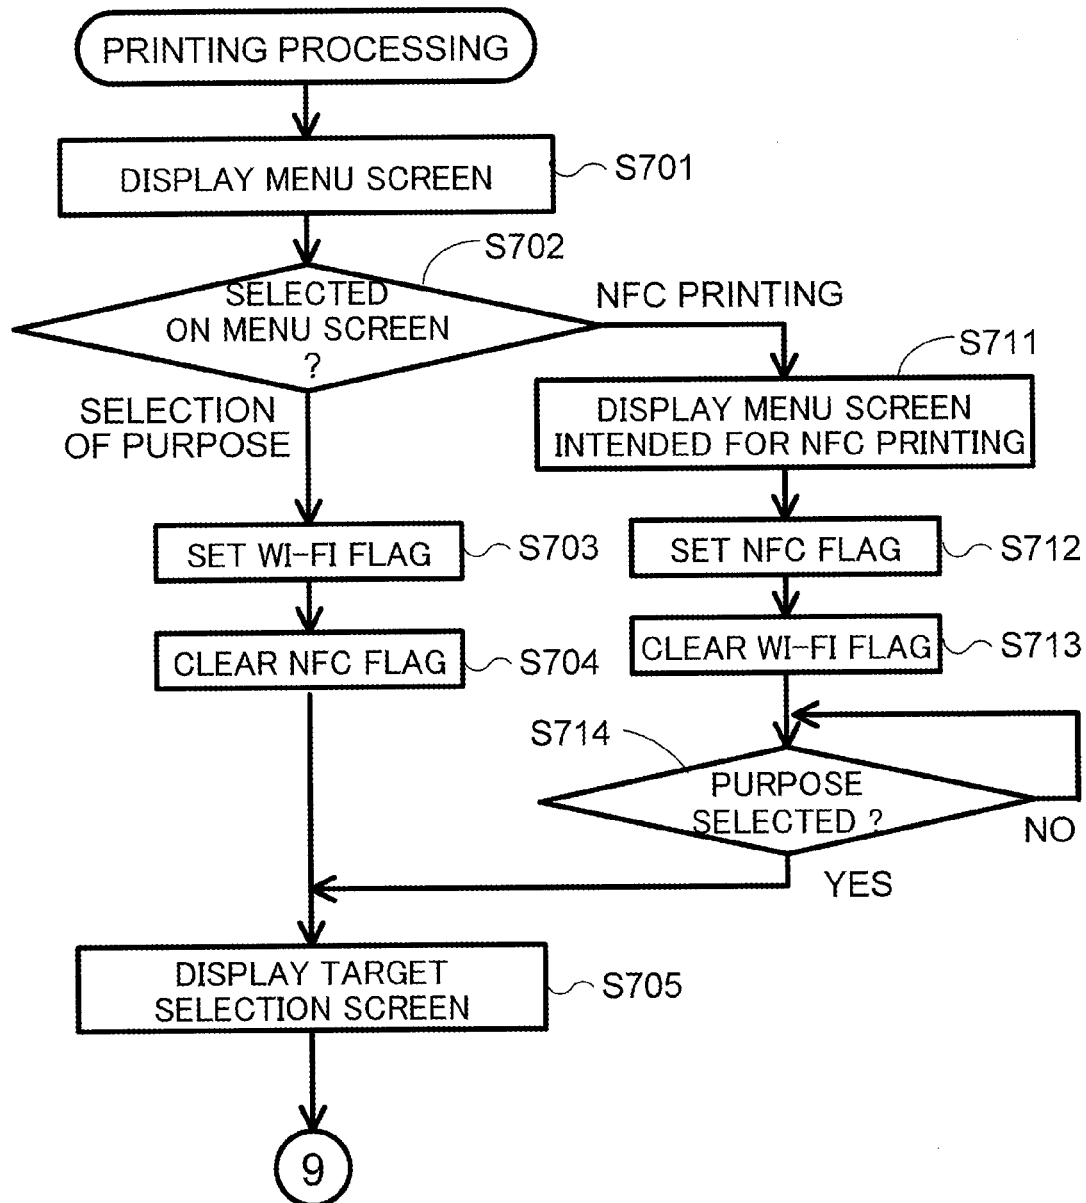 PRINTING PROCESSING
DISPLAY MENU SCREEN
S701
S702
SELECTED
ON MENU SCREEN
?
NFC PRINTING
SELECTION
OF PURPOSE
S711
DISPLAY MENU SCREEN
INTENDED FOR NFC PRINTING
SET WI-FI FLAG
S703
SET NFC FLAG
S712
CLEAR NFC FLAG
S704
CLEAR WI-FI FLAG
S713
S714
PURPOSE
SELECTED ?
NO
YES
DISPLAY TARGET
SELECTION SCREEN
S705
9